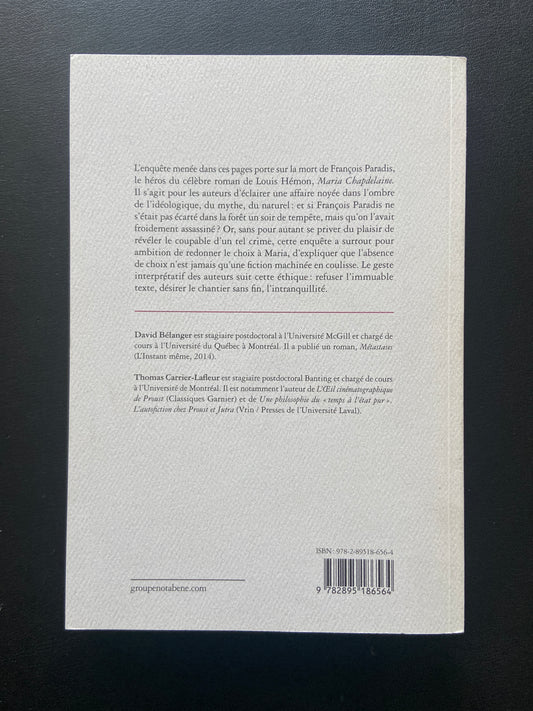 L'enquête menée dans ces pages porte sur la mort de François Paradis,
le héros du célèbre roman de Louis Hémon, Maria Chapdelaine.
Il s'agit pour les auteurs d'éclairer une affaire noyée dans l'ombre
de l'idéologique, du mythe, du naturel : et si François Paradis ne
s'était pas écarté dans la forêt un soir de tempête, mais qu'on l'avait
froidement assassiné ? Or, sans pour autant se priver du plaisir de
révéler le coupable d'un tel crime, cette enquête a surtout pour
ambition de redonner le choix à Maria, d'expliquer que l'absence
de choix n'est jamais qu'une fiction machinée en coulisse. Le geste
interprétatif des auteurs suit cette éthique : refuser l'immuable
texte, désirer le chantier sans fin, l'intranquillité.
David Bélanger est stagiaire postdoctoral à l'Université McGill et chargé de
cours à l'Université du Québec à Montréal. Il a publié un roman, Métastases
(L'Instant même, 2014).
Thomas Carrier-Lafleur est stagiaire postdoctoral Banting et chargé de cours
à l'Université de Montréal. Il est notamment l'auteur de L'Œil cinématographique
de Proust (Classiques Garnier) et de Une philosophie du « temps à l'état pur ».
L'autofiction chez Proust et Jutra (Vrin / Presses de l'Université Laval).
ISBN : 978-2-89518-656-4
groupenotabene.com
9 782895 186564